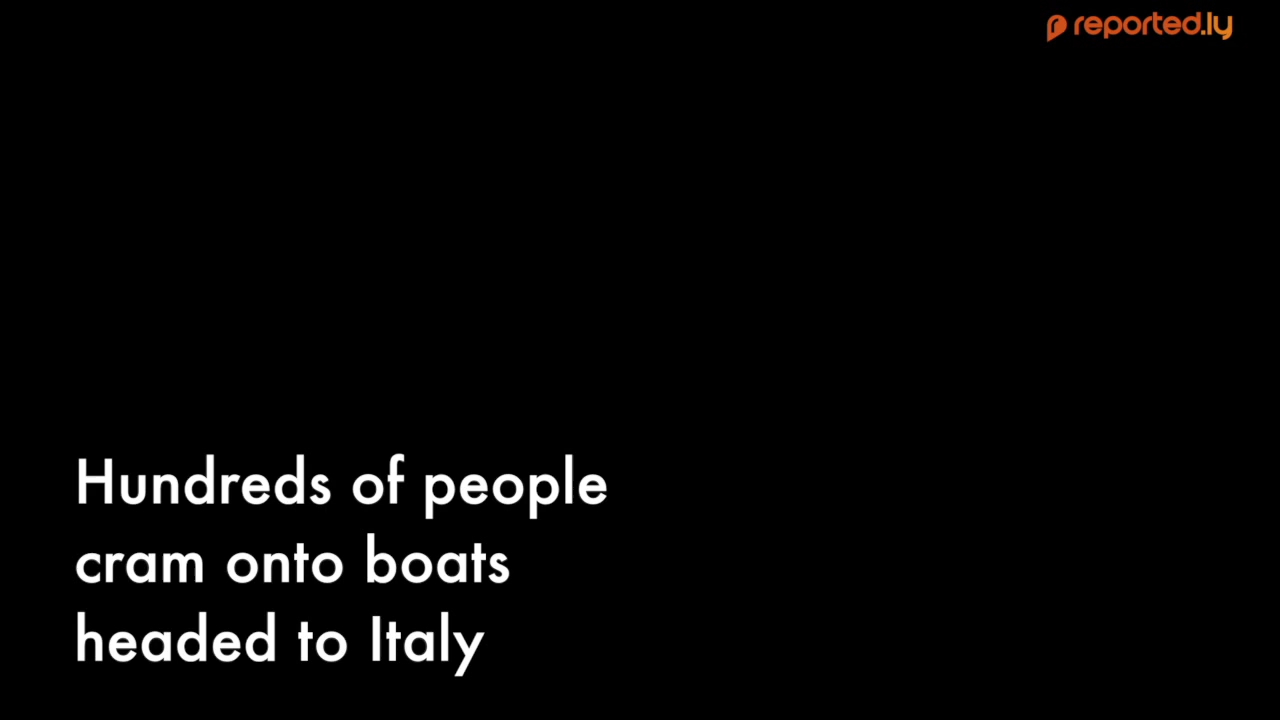 reported.ly
Hundreds of people
cram onto boats
headed to Italy